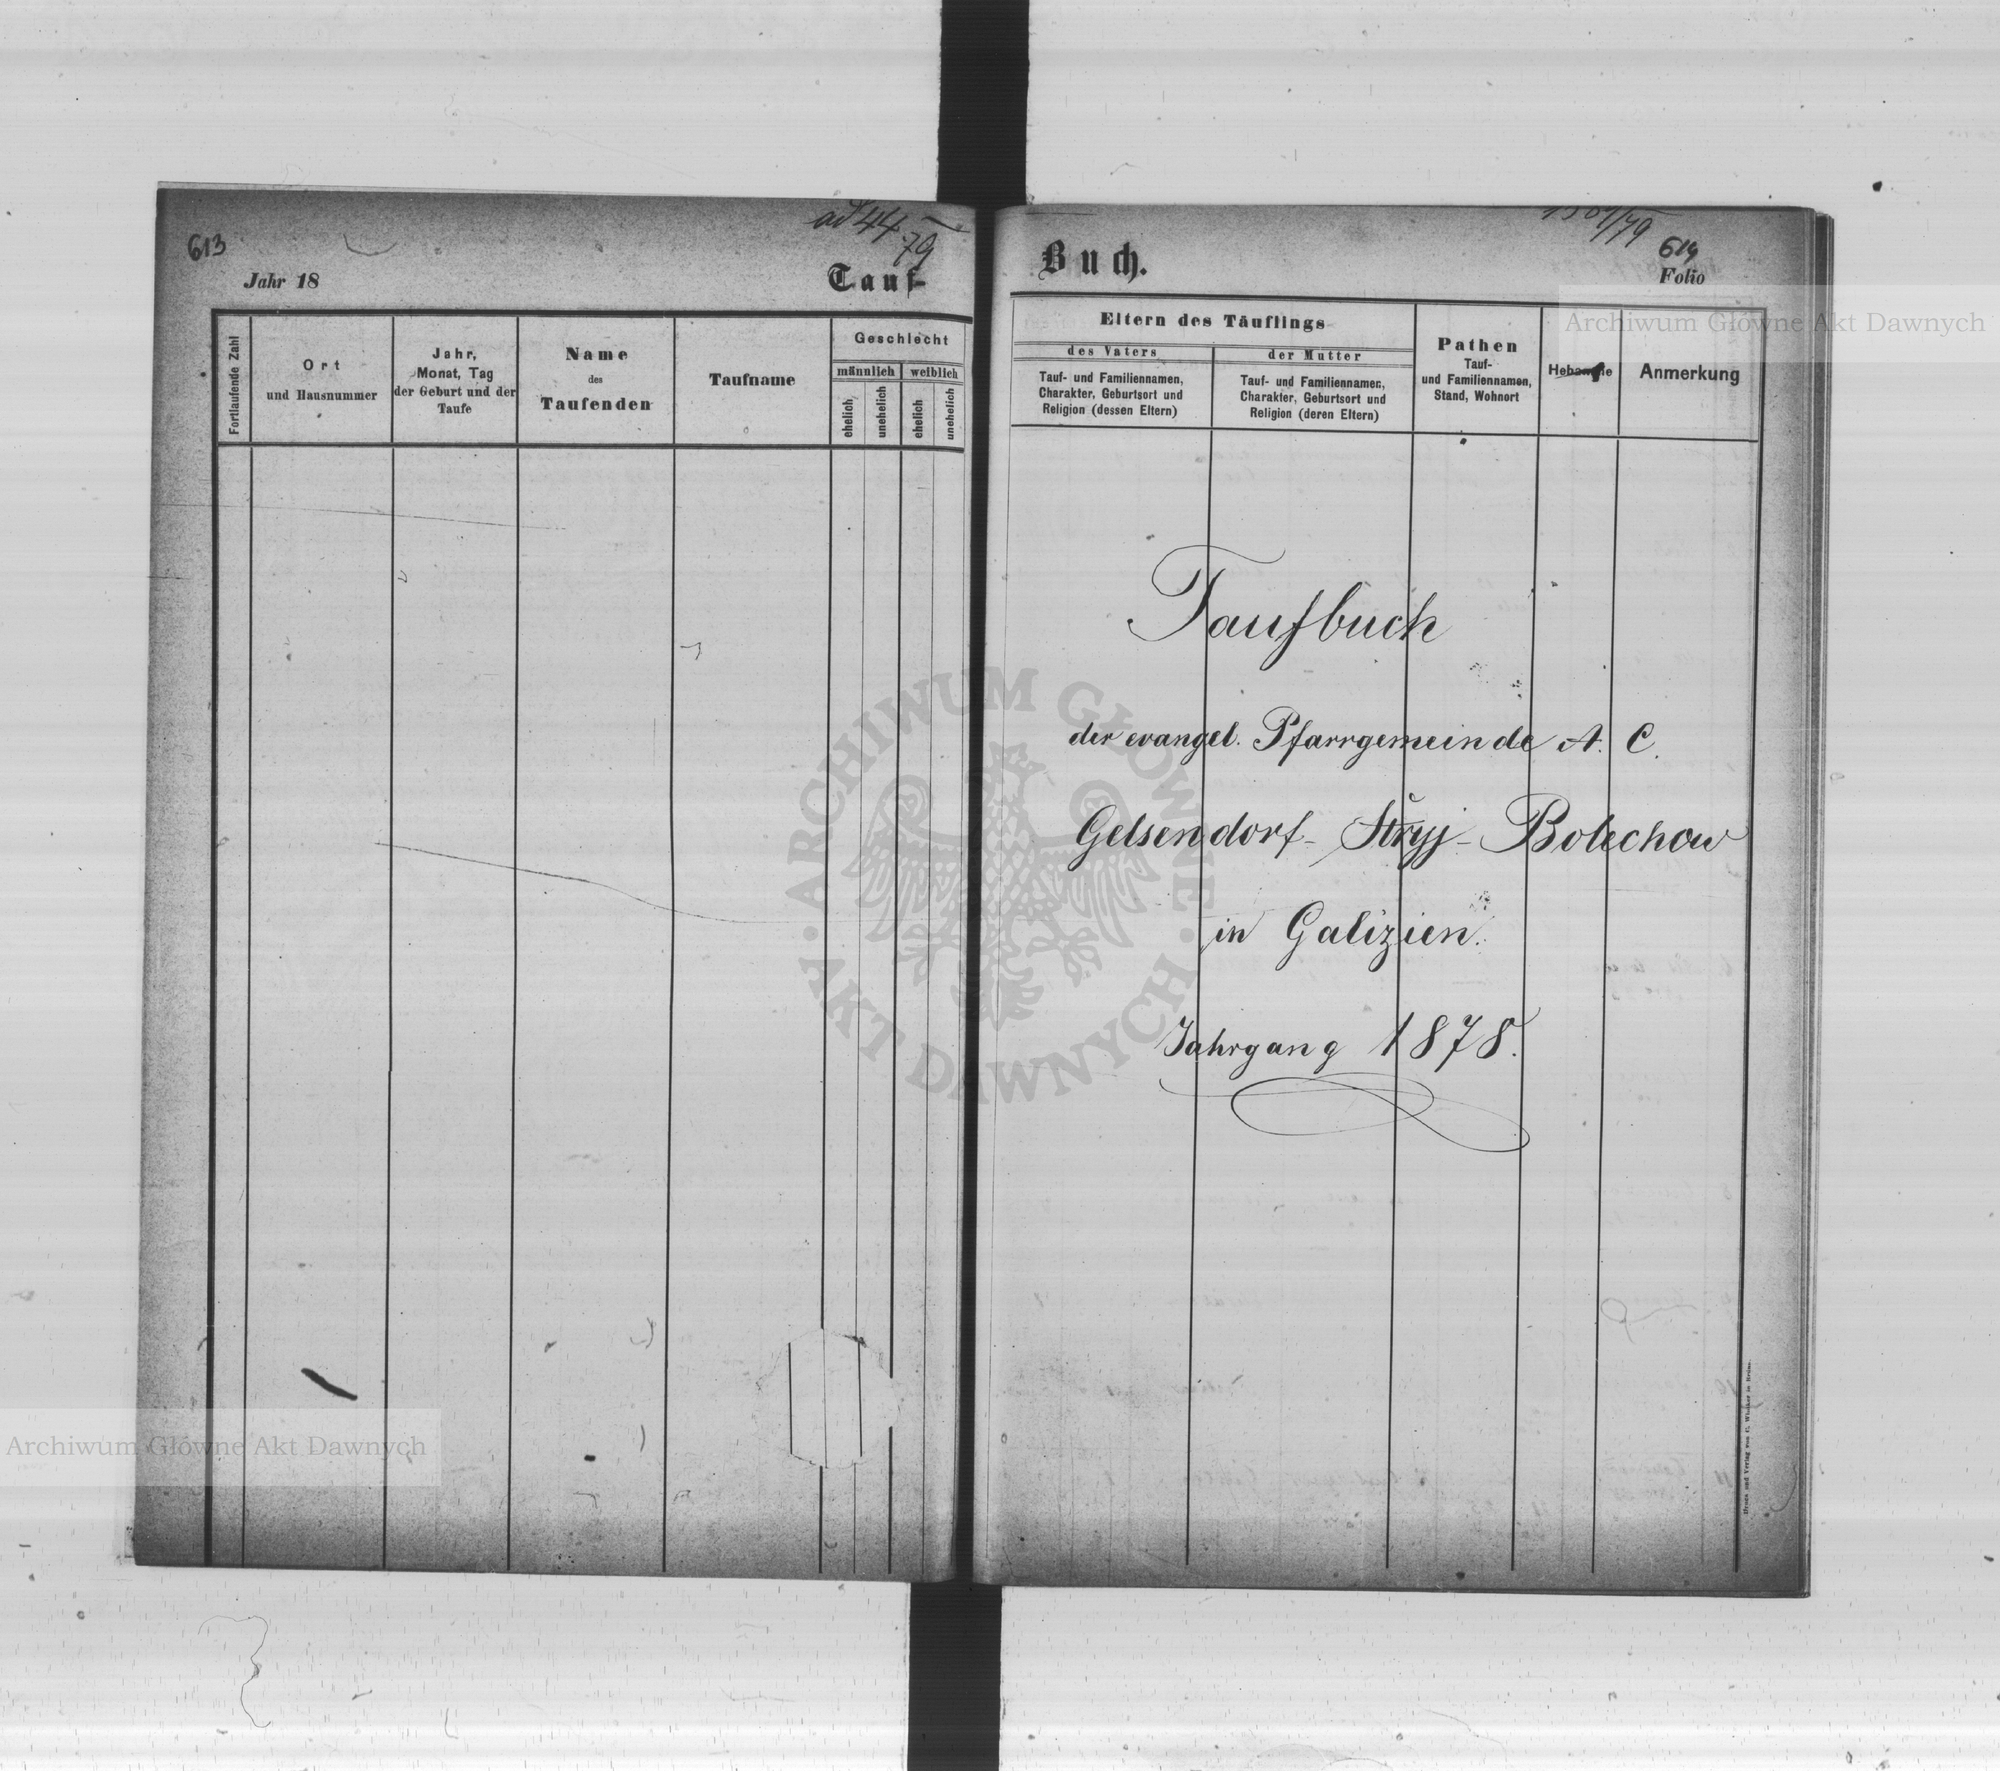 613
ad 44
79
Jahr 18
Tauf-
Fortlaufende Zahl
Ort
und Hausnummer
Jahr,
Monat, Tag
der Geburt und der
Taufe
Name
des
Taufenden
Taufname
Geschlecht
männlich
weiblich
ehelich
unehelich
ehelich
unehelich
614
Buch.
Folio
Eltern des Täuflings
des Vaters
der Mutter
Tauf- und Familiennamen,
Charakter, Geburtsort und
Religion (dessen Eltern)
Tauf- und Familiennamen,
Charakter, Geburtsort und
Religion (deren Eltern)
Pathen
Tauf-
und Familiennamen,
Stand, Wohnort
Hebamme
Anmerkung
Taufbuch
der evangel. Pfarrgemeinde A. C.
Gelsendorf - Stryj - Bolechow
in Galizien.
Jahrgang 1878.
Archiwum Główne Akt Dawnych
Archiwum Główne Akt Dawnych
ARCHIWUM GŁÓWNE · AKT DAWNYCH ·